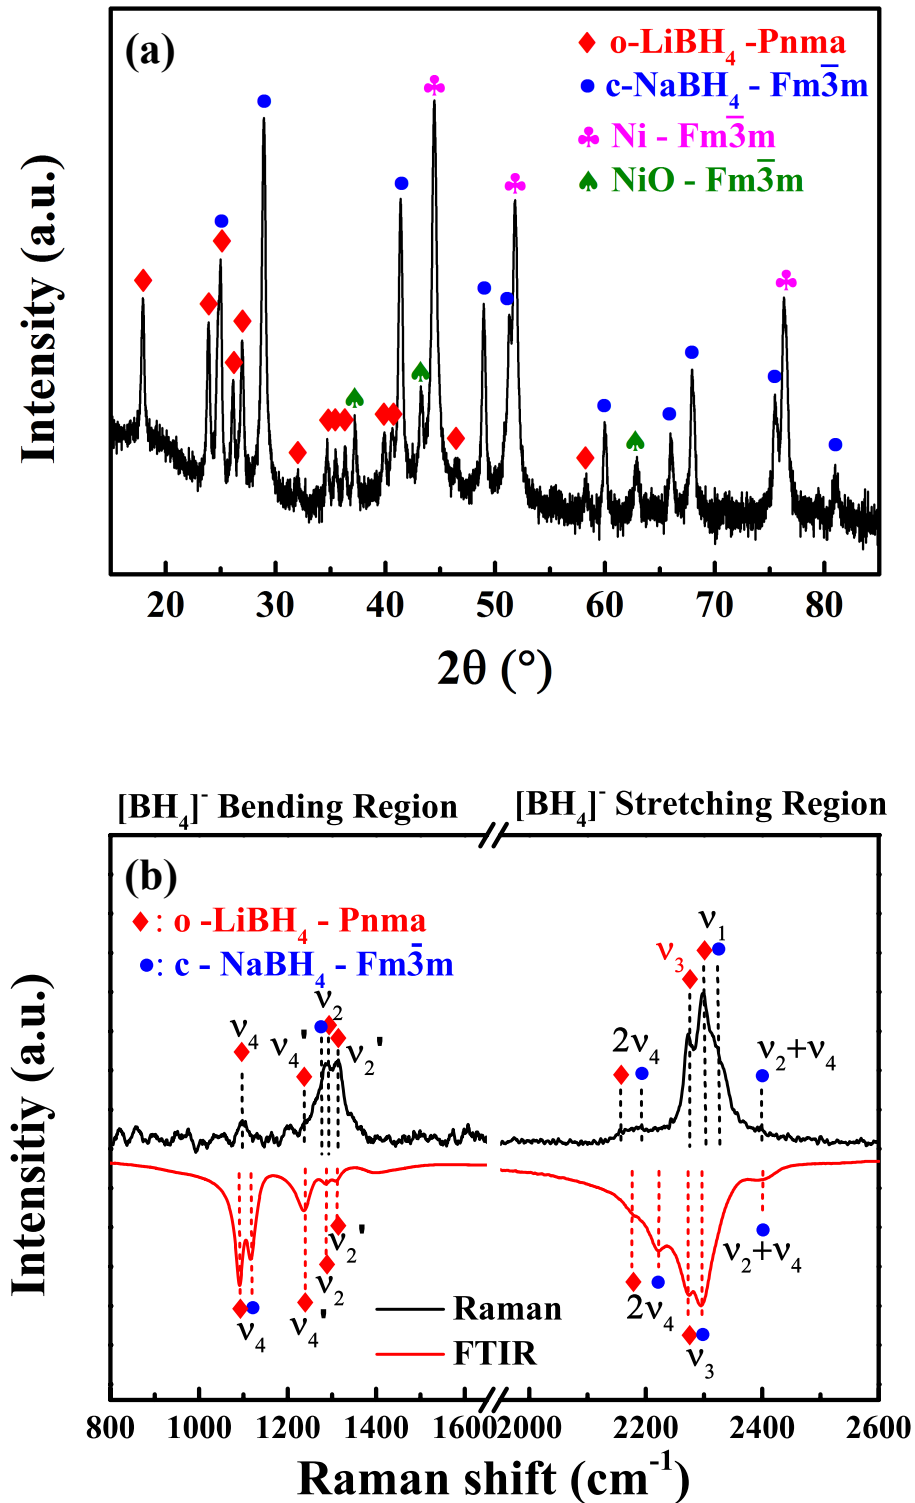 (a)
o-LiBH₄ -Pnma
c-NaBH₄ - Fm3̅m
Ni - Fm3̅m
NiO - Fm3̅m
Intensity (a.u.)
20 30 40 50 60 70 80
2θ (°)
[BH₄]⁻ Bending Region [BH₄]⁻ Stretching Region
(b)
: o -LiBH₄ - Pnma
: c - NaBH₄ - Fm3̅m
ν₁
ν₃
ν₂
ν₄ ν₄' ν₂' 2ν₄ ν₂+ν₄
Intensitiy (a.u.)
ν₂' ν₂+ν₄
ν₂
ν₄ ν₄' 2ν₄
ν₃
Raman
FTIR
800 1000 1200 1400 1600 2000 2200 2400 2600
Raman shift (cm⁻¹)